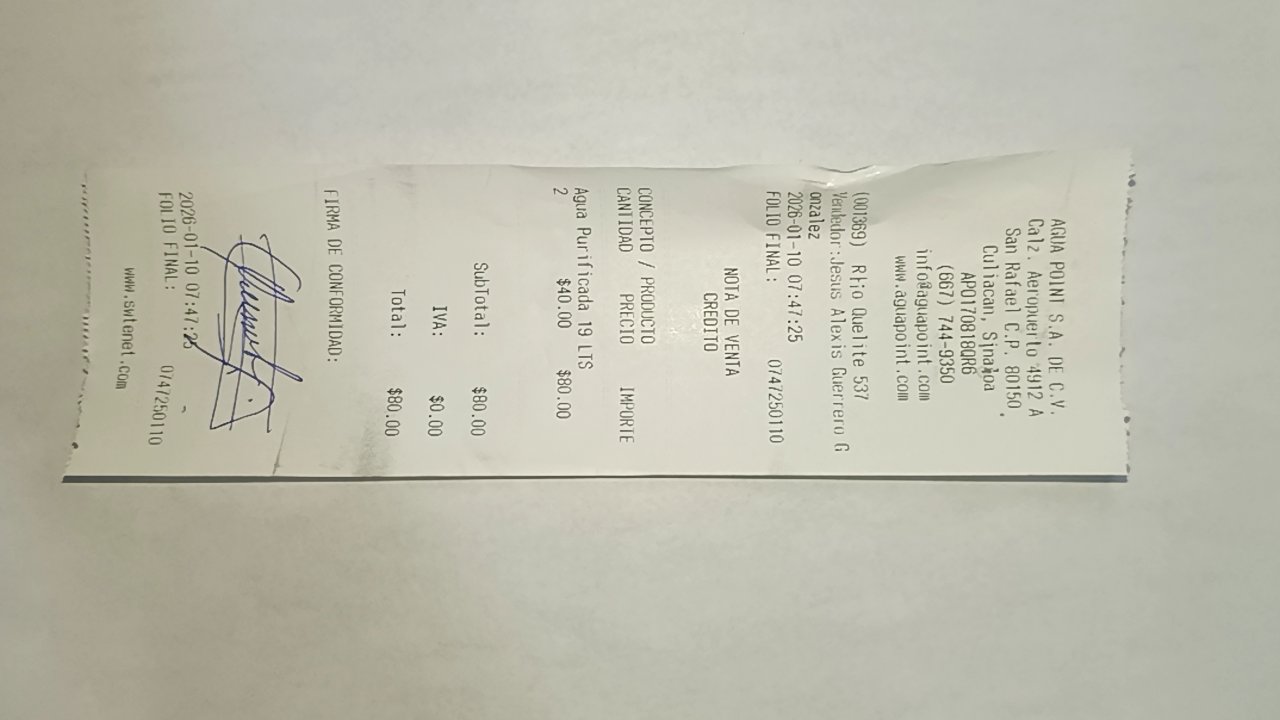 AGUA POINT S.A. DE C.V.
Calz. Aeropuerto 4912 A
San Rafael C.P. 80150,
Culiacan, Sinaloa
APO170818QR6
(667) 744-9350
info@aguapoint.com
www.aguapoint.com
(001369) R┼io Quelite 537
Vendedor:Jesus Alexis Guerrero G
onzalez
2026-01-10 07:47:25
FOLIO FINAL: 0747250110
NOTA DE VENTA
CREDITO
CONCEPTO / PRODUCTO
CANTIDAD PRECIO IMPORTE
Agua Purificada 19 LTS
2 $40.00 $80.00
SubTotal: $80.00
IVA: $0.00
Total: $80.00
FIRMA DE CONFORMIDAD:
2026-01-10 07:47:25
FOLIO FINAL: 0747250110
www.swtenet.com